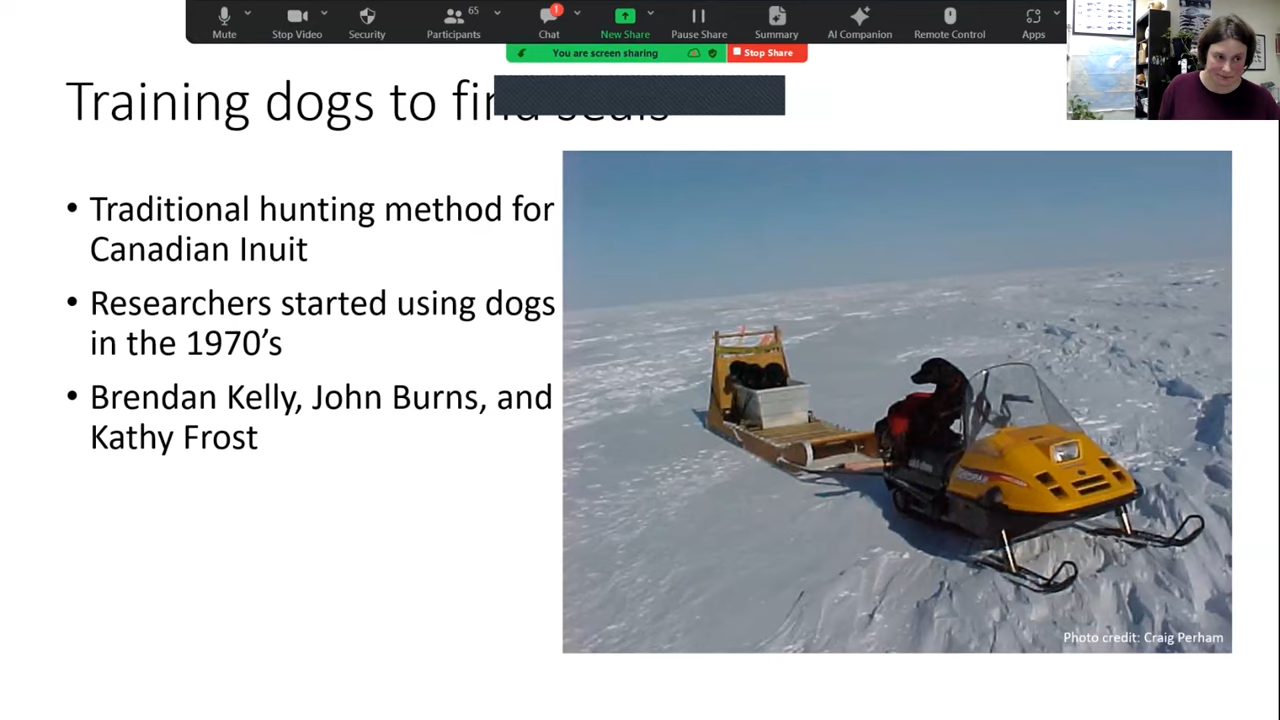 65
1
Mute
Stop Video
Security
Participants
Chat
New Share
Pause Share
Summary
AI Companion
Remote Control
Apps
You are screen sharing
Stop Share
Training dogs to find seals
• Traditional hunting method for
Canadian Inuit
• Researchers started using dogs
in the 1970’s
• Brendan Kelly, John Burns, and
Kathy Frost
Photo credit: Craig Perham